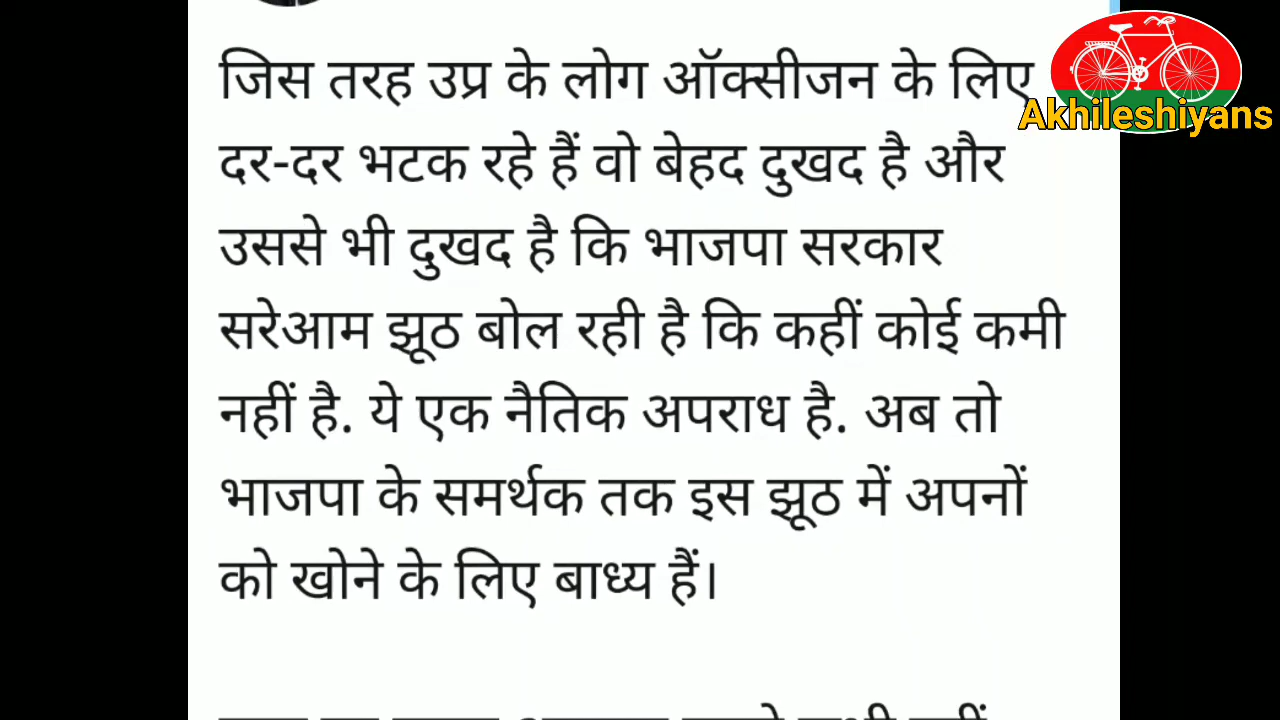 जिस तरह उप्र के लोग ऑक्सीजन के लिए
Akhileshiyans
दर-दर भटक रहे हैं वो बेहद दुखद है और
उससे भी दुखद है कि भाजपा सरकार
सरेआम झूठ बोल रही है कि कहीं कोई कमी
नहीं है. ये एक नैतिक अपराध है. अब तो
भाजपा के समर्थक तक इस झूठ में अपनों
को खोने के लिए बाध्य हैं।